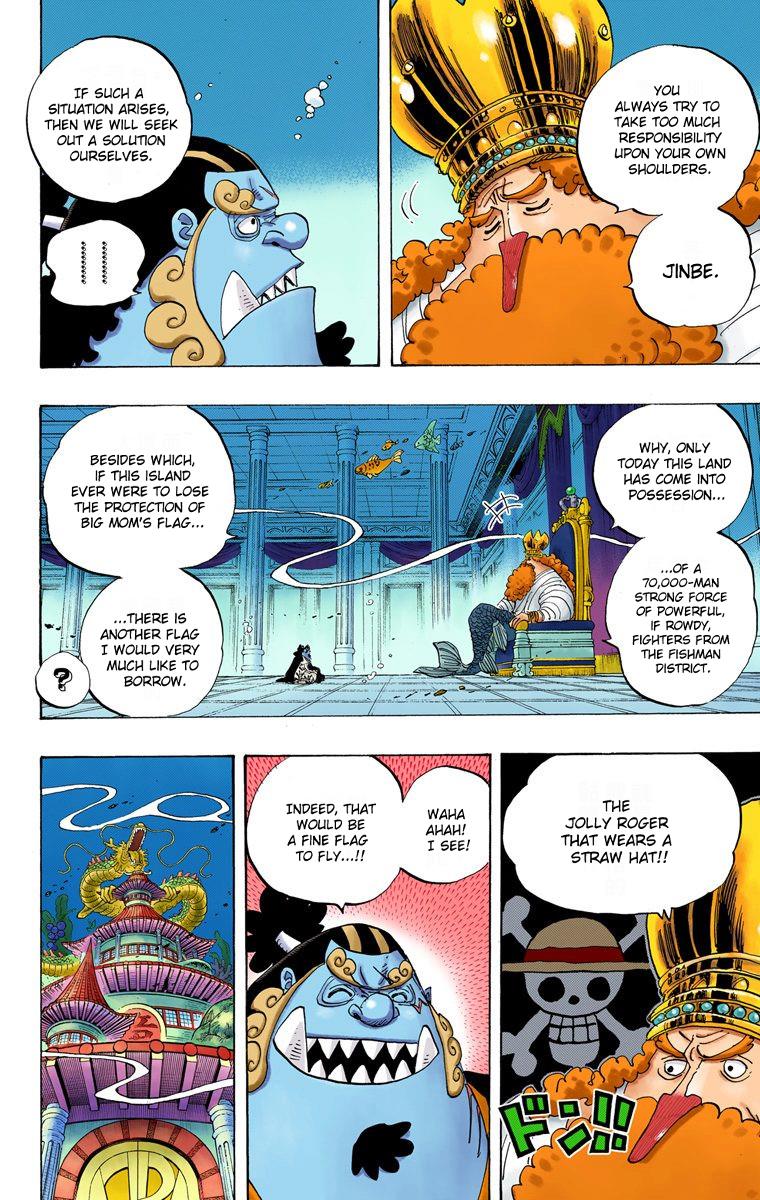 YOU
ALWAYS TRY TO
TAKE TOO MUCH
RESPONSIBILITY
UPON YOUR OWN
SHOULDERS.
JINBE.
IF SUCH A
SITUATION ARISES,
THEN WE WILL SEEK
OUT A SOLUTION
OURSELVES.
!!
WHY, ONLY
TODAY THIS LAND
HAS COME INTO
POSSESSION...
...OF A
70,000-MAN
STRONG FORCE
OF POWERFUL,
IF ROWDY,
FIGHTERS FROM
THE FISHMAN
DISTRICT.
BESIDES WHICH,
IF THIS ISLAND
EVER WERE TO LOSE
THE PROTECTION OF
BIG MOM'S FLAG...
...THERE IS
ANOTHER FLAG
I WOULD VERY
MUCH LIKE TO
BORROW.
?
THE
JOLLY ROGER
THAT WEARS A
STRAW HAT!!
ドン!!
WAHA
AHAH!
I SEE!
INDEED, THAT
WOULD BE
A FINE FLAG
TO FLY...!!